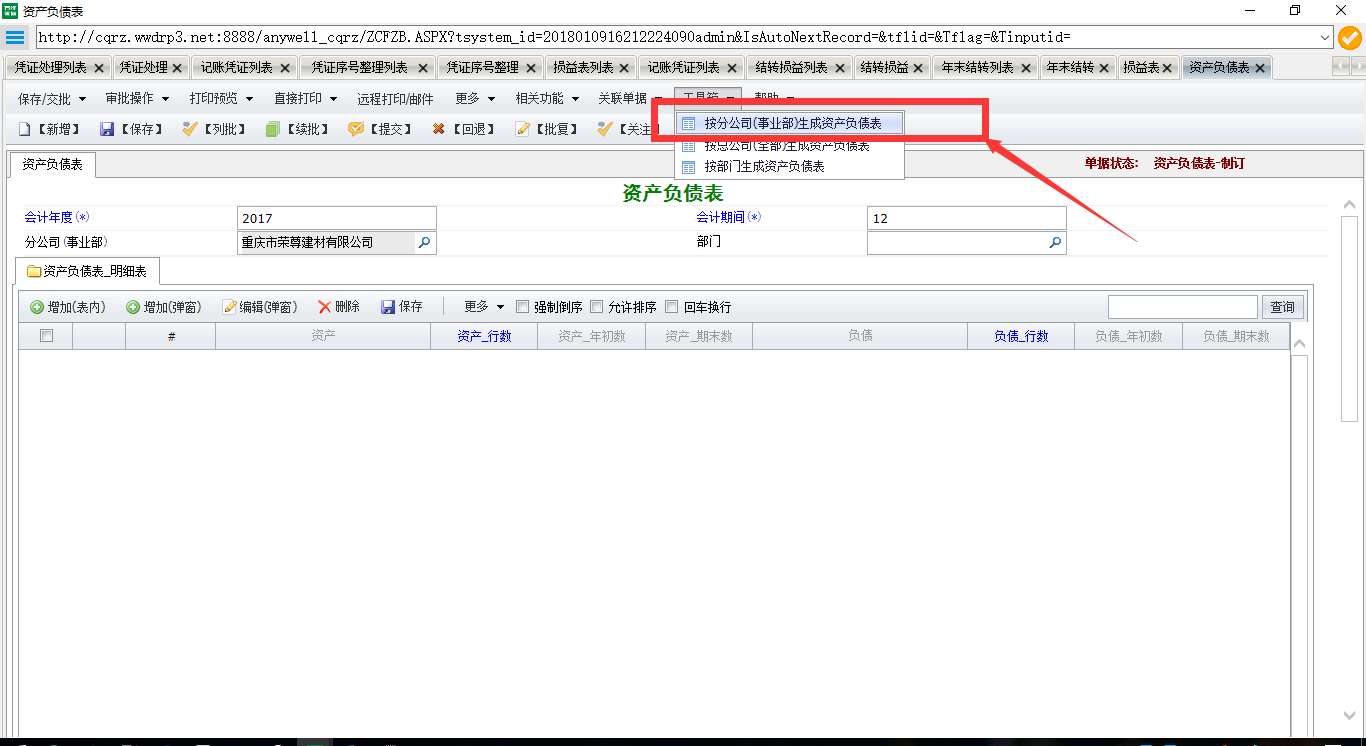 资产负债表
http://cqrz.wwdrp3.net:8888/anywell_cqrz/ZCFZB.ASPX?tsystem_id=2018010916212224090admin&IsAutoNextRecord=&tflid=&Tflag=&Tinputid=
凭证处理列表 凭证处理 记账凭证列表 凭证序号整理列表 凭证序号整理 损益表列表 记账凭证列表 结转损益列表 结转损益 年末结转列表 年末结转 损益表 资产负债表
保存/交批 审批操作 打印预览 直接打印 远程打印/邮件 更多 相关功能 关联单据 工具箱 帮助
【新增】 【保存】 【列批】 【续批】 【提交】 【回退】 【批复】 【关注
按分公司(事业部)生成资产负债表
按总公司(全部)生成资产负债表
按部门生成资产负债表
资产负债表
单据状态: 资产负债表-制订
资产负债表
会计年度(*) 2017 会计期间(*) 12
分公司(事业部) 重庆市荣尊建材有限公司 部门
资产负债表_明细表
增加(表内) 增加(弹窗) 编辑(弹窗) 删除 保存 更多 强制倒序 允许排序 回车换行 查询
# 资产 资产_行数 资产_年初数 资产_期末数 负债 负债_行数 负债_年初数 负债_期末数